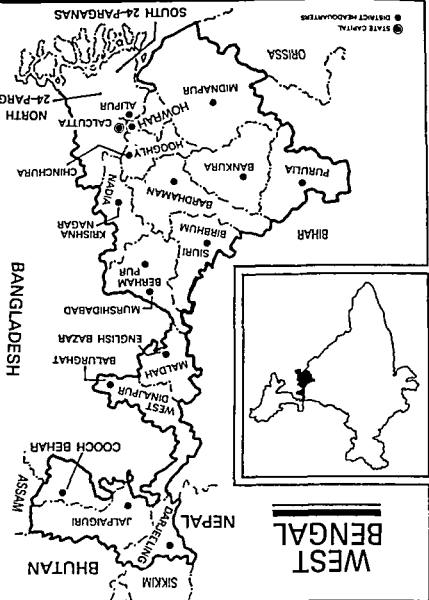 WEST
BENGAL
SIKKIM
BHUTAN
NEPAL
DARJEELING
JALPAIGURI
ASSAM
COOCH BEHAR
WEST
DINAJPUR
BALURGHAT
MALDAH
ENGLISH BAZAR
BANGLADESH
MURSHIDABAD
BERHAM
PUR
BIHAR
SIURI
BIRBHUM
KRISHNA
NAGAR
NADIA
PURULIA
BANKURA
BARDHAMAN
CHINCHURA
HOOGHLY
HOWRAH
CALCUTTA
ALIPUR
NORTH
24-PARG
MIDNAPUR
ORISSA
SOUTH 24-PARGANAS
STATE CAPITAL
DISTRICT HEADQUARTERS